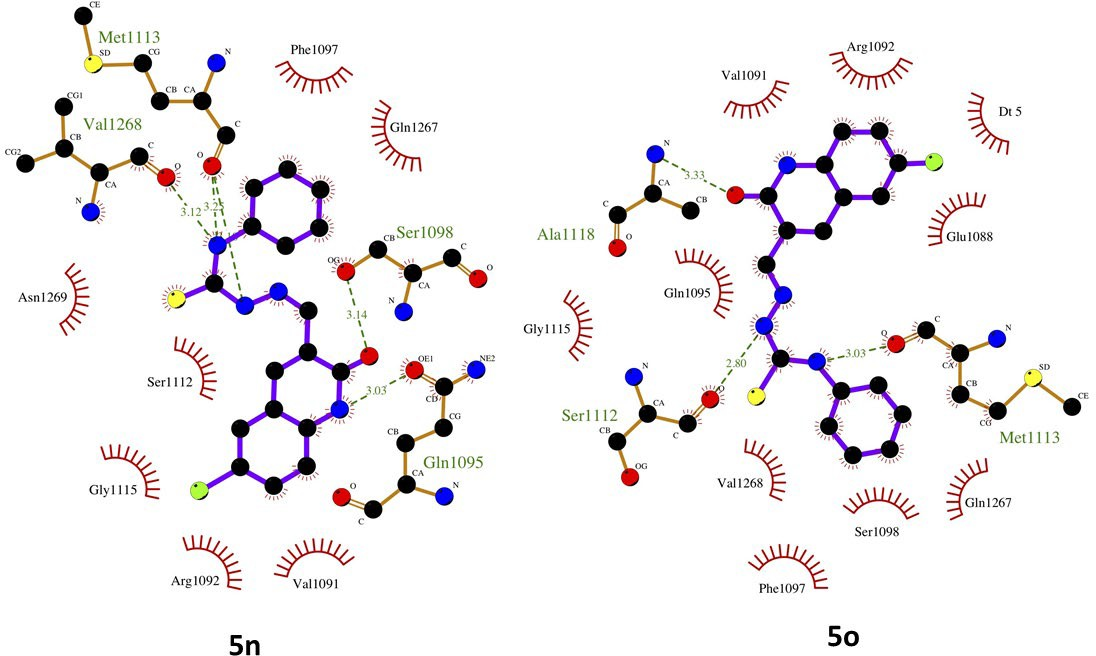 CE
Met1113
SD
CG
N
Phe1097
CB
CA
CG1
Val1268
C
Gln1267
CB
C
O
O
CG2
CA
N
3.12
3.23
Ser1098
CB
C
OG
O
CA
N
Asn1269
3.14
Ser1112
OE1
NE2
CD
3.03
CG
CB
Gln1095
CA
O
N
C
Gly1115
Arg1092
Val1091
5n
Arg1092
Val1091
Dt 5
N
3.33
CA
CB
C
Ala1118
O
Glu1088
Gln1095
Gly1115
C
N
O
3.03
2.80
CA
SD
N
O
CB
CE
CA
Ser1112
C
CG
CB
Met1113
OG
Val1268
Gln1267
Ser1098
Phe1097
5o